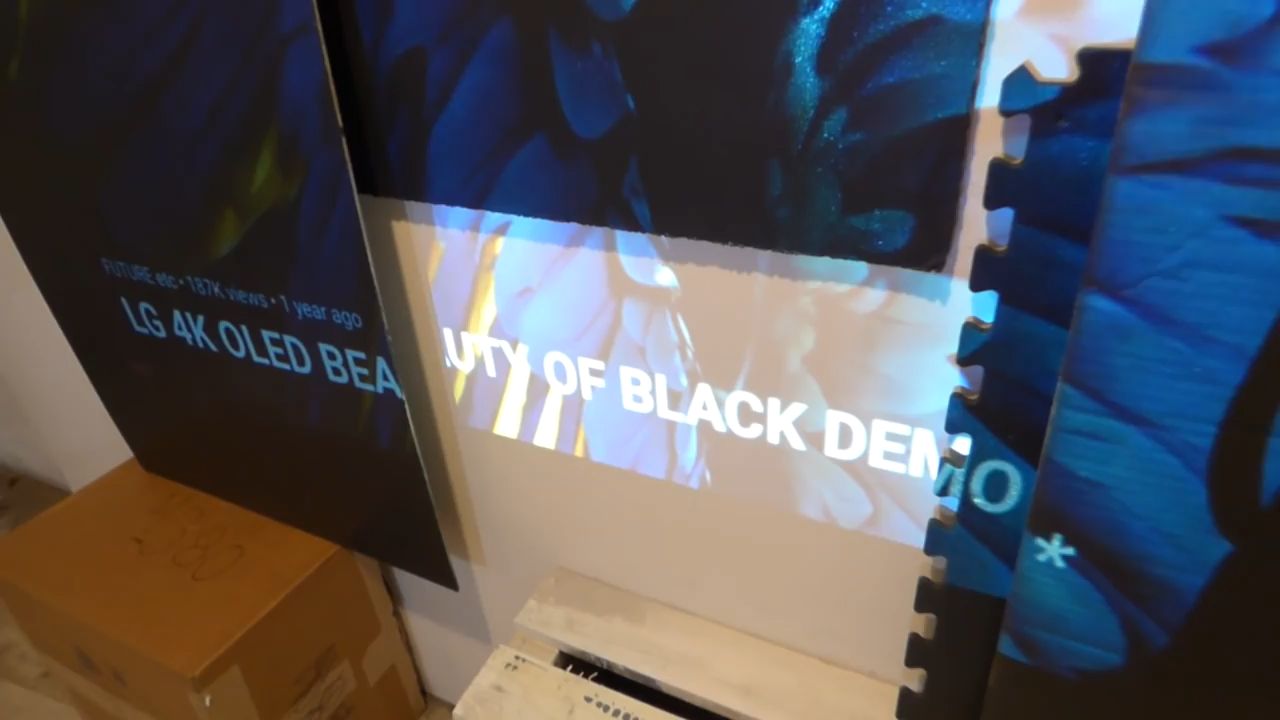 FUTURE etc • 187K views • 1 year ago
LG 4K OLED BEAUTY OF BLACK DEMO *